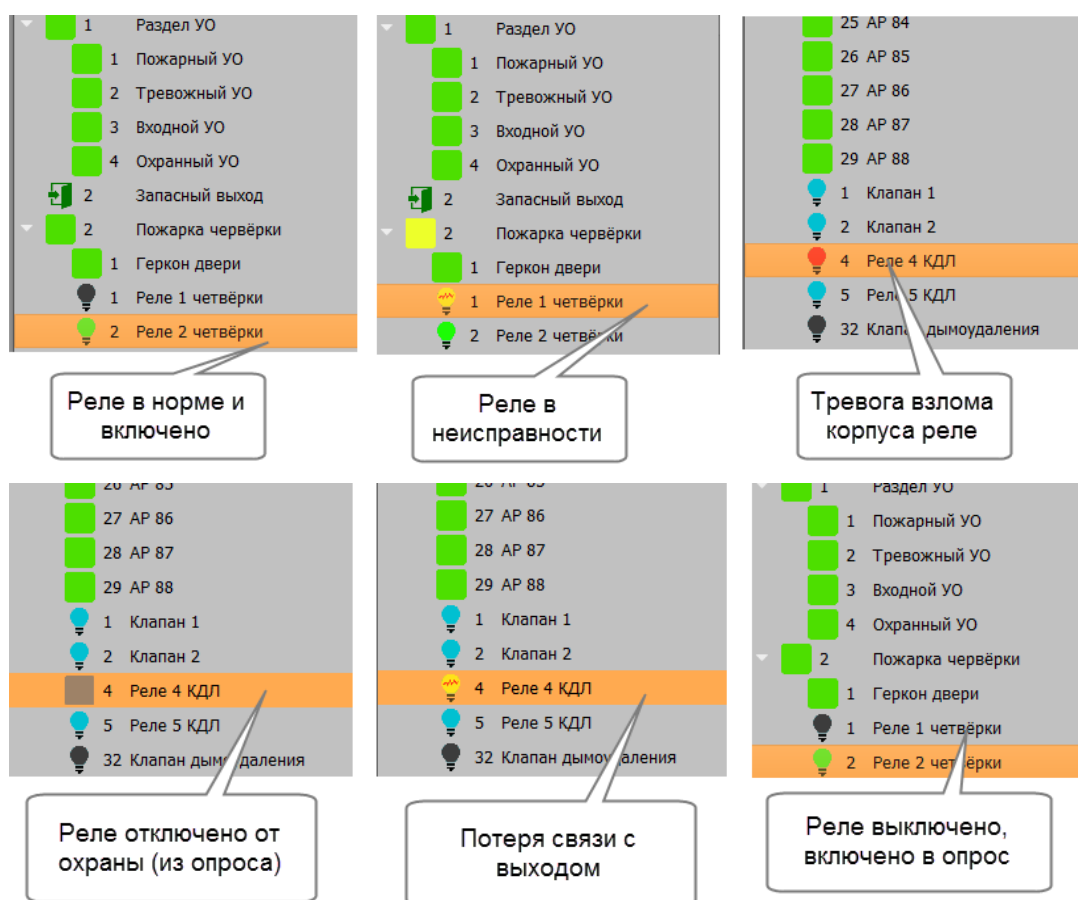 1 Раздел УО
1 Пожарный УО
2 Тревожный УО
3 Входной УО
4 Охранный УО
2 Запасный выход
2 Пожарка червёрки
1 Геркон двери
1 Реле 1 четвёрки
2 Реле 2 четвёрки
Реле в норме и
включено
1 Раздел УО
1 Пожарный УО
2 Тревожный УО
3 Входной УО
4 Охранный УО
2 Запасный выход
2 Пожарка червёрки
1 Геркон двери
1 Реле 1 четвёрки
2 Реле 2 четвёрки
Реле в
неисправности
25 АР 84
26 АР 85
27 АР 86
28 АР 87
29 АР 88
1 Клапан 1
2 Клапан 2
4 Реле 4 КДЛ
5 Реле 5 КДЛ
32 Клапан дымоудаления
Тревога взлома
корпуса реле
26 АР 85
27 АР 86
28 АР 87
29 АР 88
1 Клапан 1
2 Клапан 2
4 Реле 4 КДЛ
5 Реле 5 КДЛ
32 Клапан дымоудаления
Реле отключено от
охраны (из опроса)
26 АР 85
27 АР 86
28 АР 87
29 АР 88
1 Клапан 1
2 Клапан 2
4 Реле 4 КДЛ
5 Реле 5 КДЛ
32 Клапан дымоудаления
Потеря связи с
выходом
1 Раздел УО
1 Пожарный УО
2 Тревожный УО
3 Входной УО
4 Охранный УО
2 Пожарка червёрки
1 Геркон двери
1 Реле 1 четвёрки
2 Реле 2 четвёрки
Реле выключено,
включено в опрос